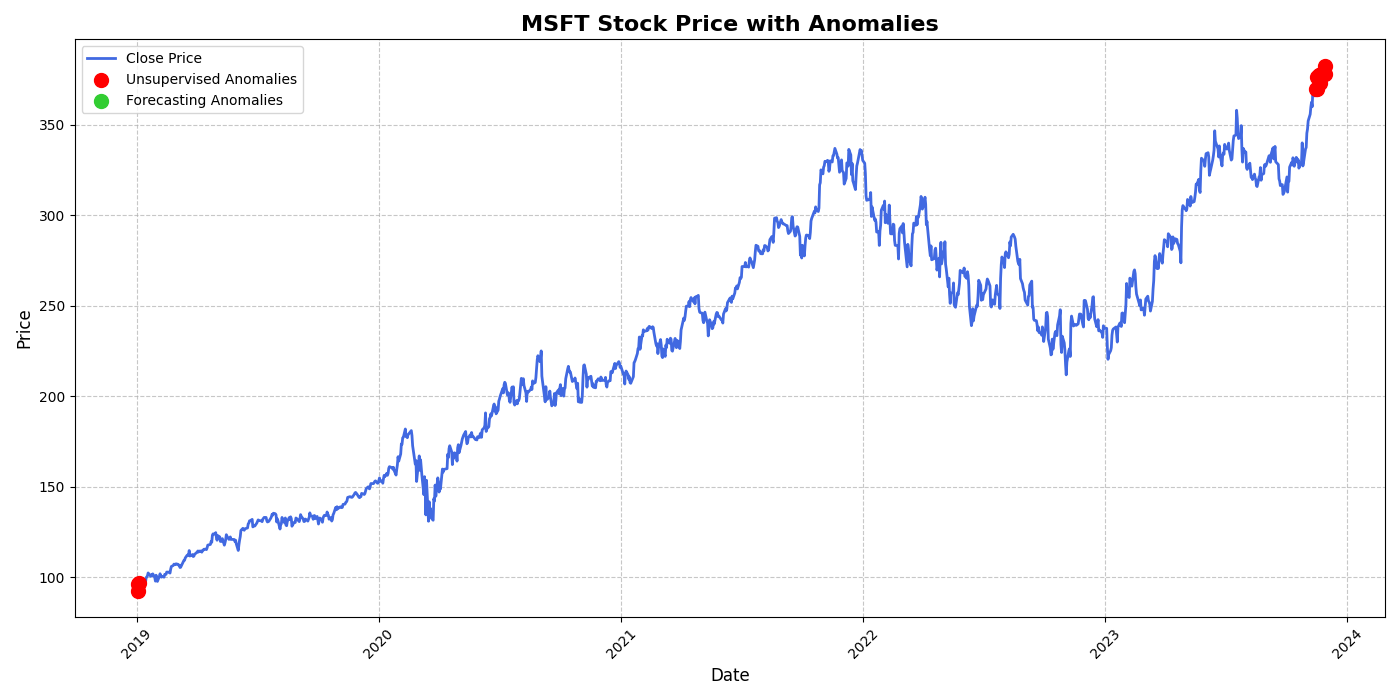 MSFT Stock Price with Anomalies
Close Price
Unsupervised Anomalies
Forecasting Anomalies
Price
350
300
250
200
150
100
2019
2020
2021
2022
2023
2024
Date